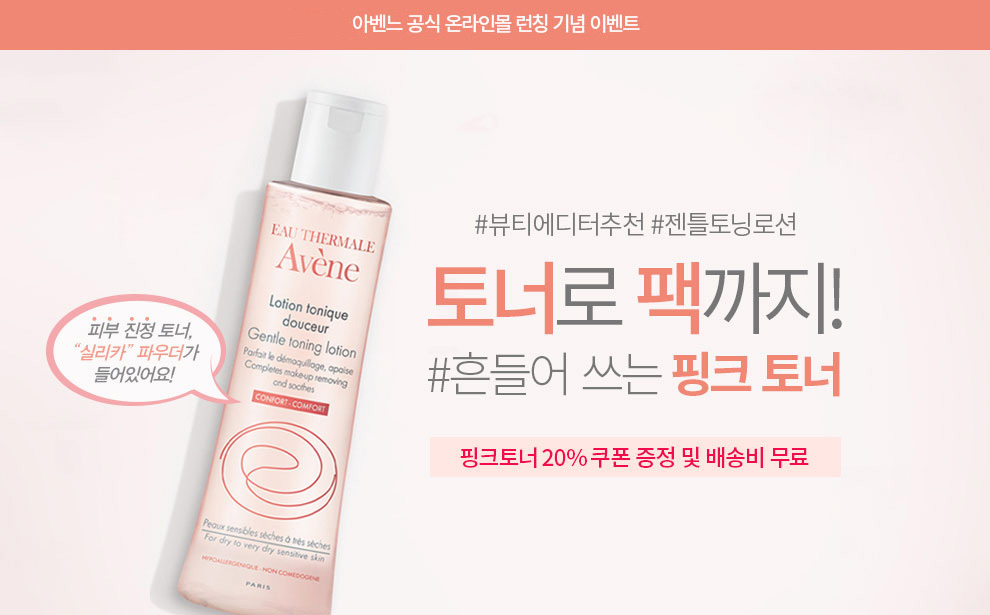 아벤느 공식 온라인몰 런칭 기념 이벤트
#뷰티에디터추천 #젠틀토닝로션
토너로 팩까지!
#흔들어 쓰는 핑크 토너
핑크토너 20% 쿠폰 증정 및 배송비 무료
피부 진정 토너,
“실리카” 파우더가
들어있어요!
EAU THERMALE
Avène
Lotion tonique
douceur
Gentle toning lotion
Parfait le démaquillage, apaise
Completes make-up removing
and soothes
CONFORT - COMFORT
Peaux sensibles sèches à très sèches
For dry to very dry sensitive skin
HYPOALLERGÉNIQUE - NON-COMEDOGENE
PARIS